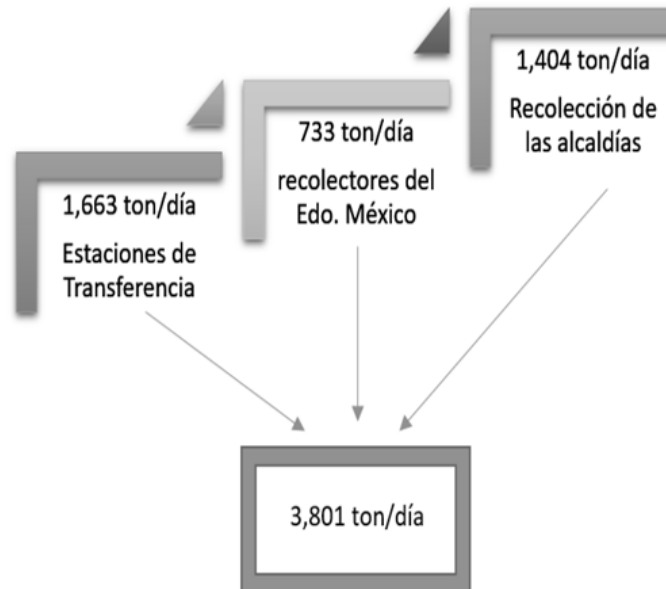 1,663 ton/día
Estaciones de
Transferencia
733 ton/día
recolectores del
Edo. México
1,404 ton/día
Recolección de
las alcaldías
3,801 ton/día